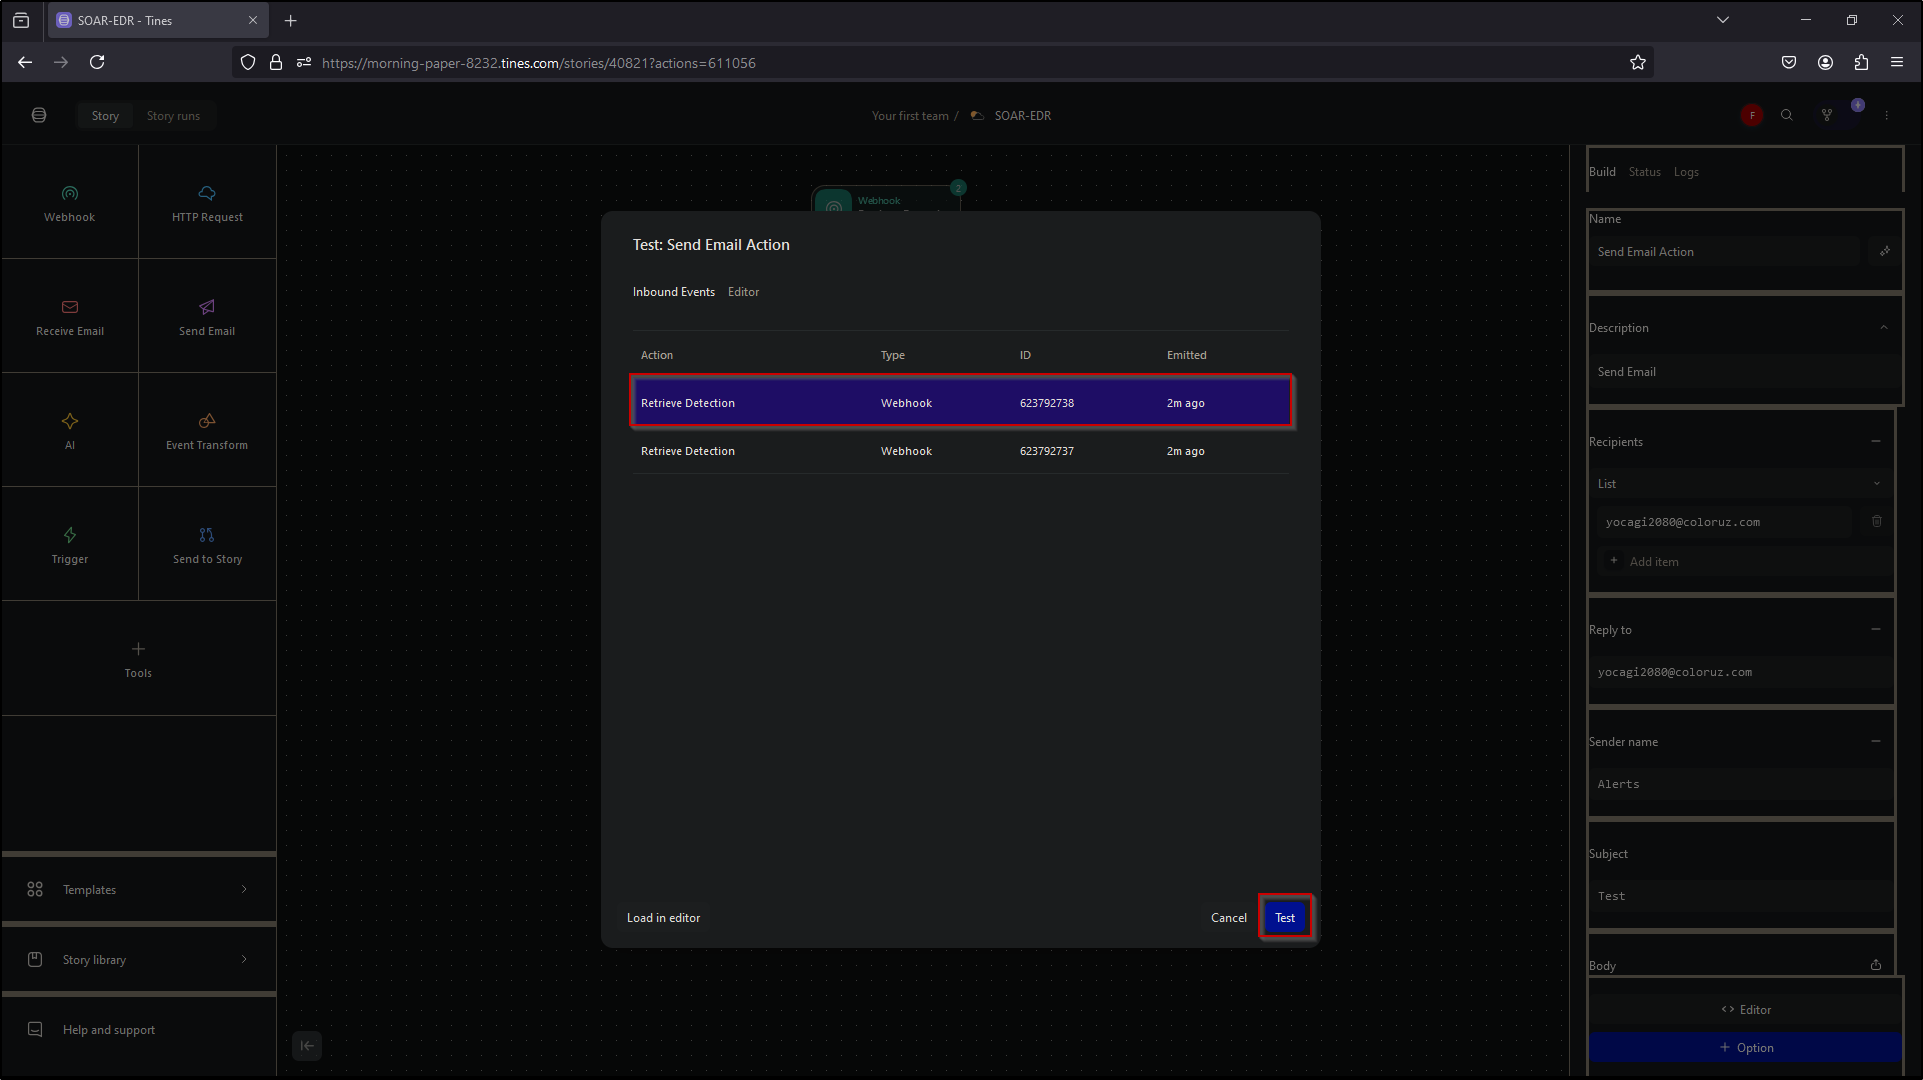 SOAR-EDR - Tines
https://morning-paper-8232.tines.com/stories/40821?actions=611056
Story
Story runs
Your first team /
SOAR-EDR
F
Webhook
HTTP Request
Receive Email
Send Email
AI
Event Transform
Trigger
Send to Story
Tools
Templates
Story library
Help and support
Webhook
2
Test: Send Email Action
Inbound Events
Editor
Action Type ID Emitted
Retrieve Detection Webhook 623792738 2m ago
Retrieve Detection Webhook 623792737 2m ago
Load in editor
Cancel
Test
Build
Status
Logs
Name
Send Email Action
Description
Send Email
Recipients
List
yocagi2080@coloruz.com
+ Add item
Reply to
yocagi2080@coloruz.com
Sender name
Alerts
Subject
Test
Body
<> Editor
+ Option